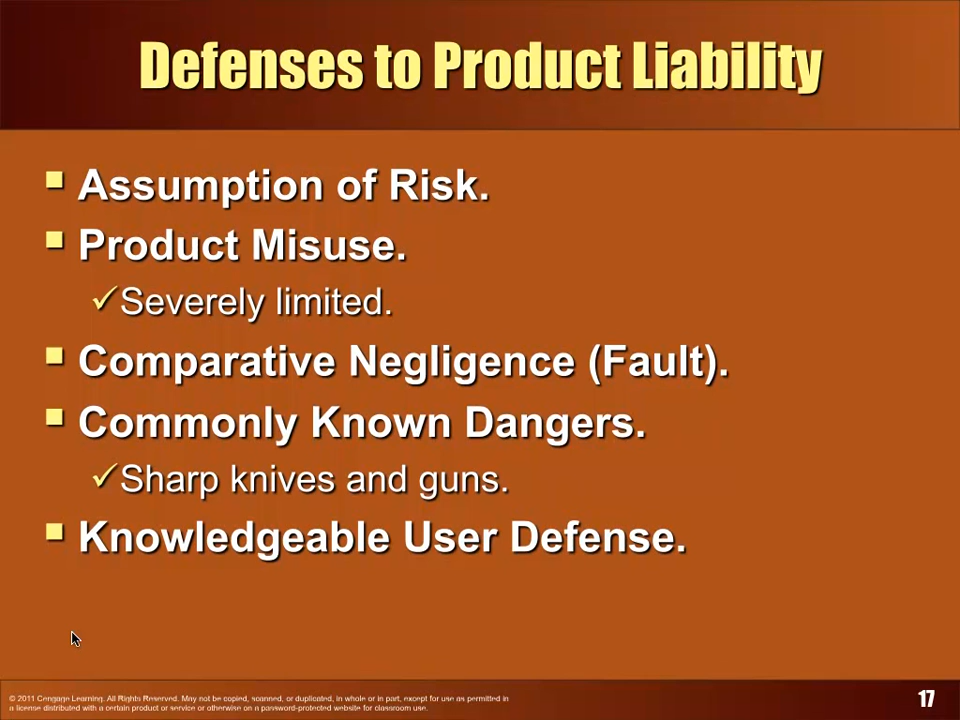 Defenses to Product Liability
Assumption of Risk.
Product Misuse.
Severely limited.
Comparative Negligence (Fault).
Commonly Known Dangers.
Sharp knives and guns.
Knowledgeable User Defense.
© 2011 Cengage Learning. All Rights Reserved. May not be copied, scanned, or duplicated, in whole or in part, except for use as permitted in
a license distributed with a certain product or service or otherwise on a password-protected website for classroom use.
17